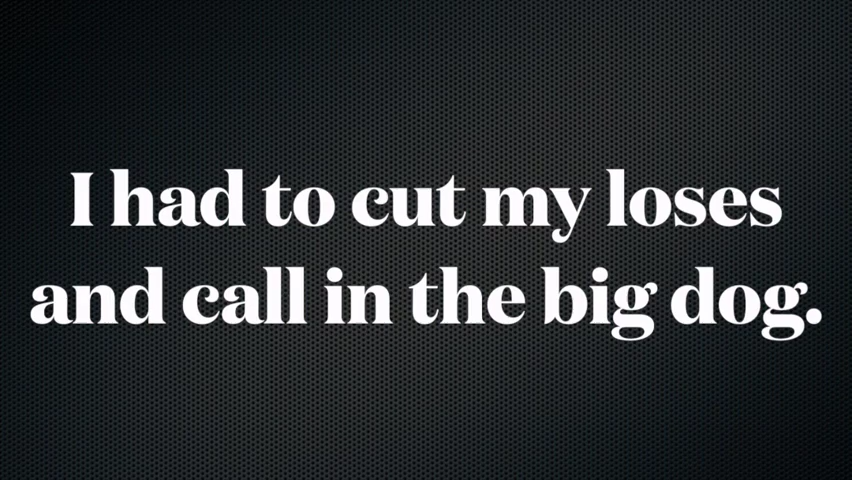 I had to cut my loses
and call in the big dog.